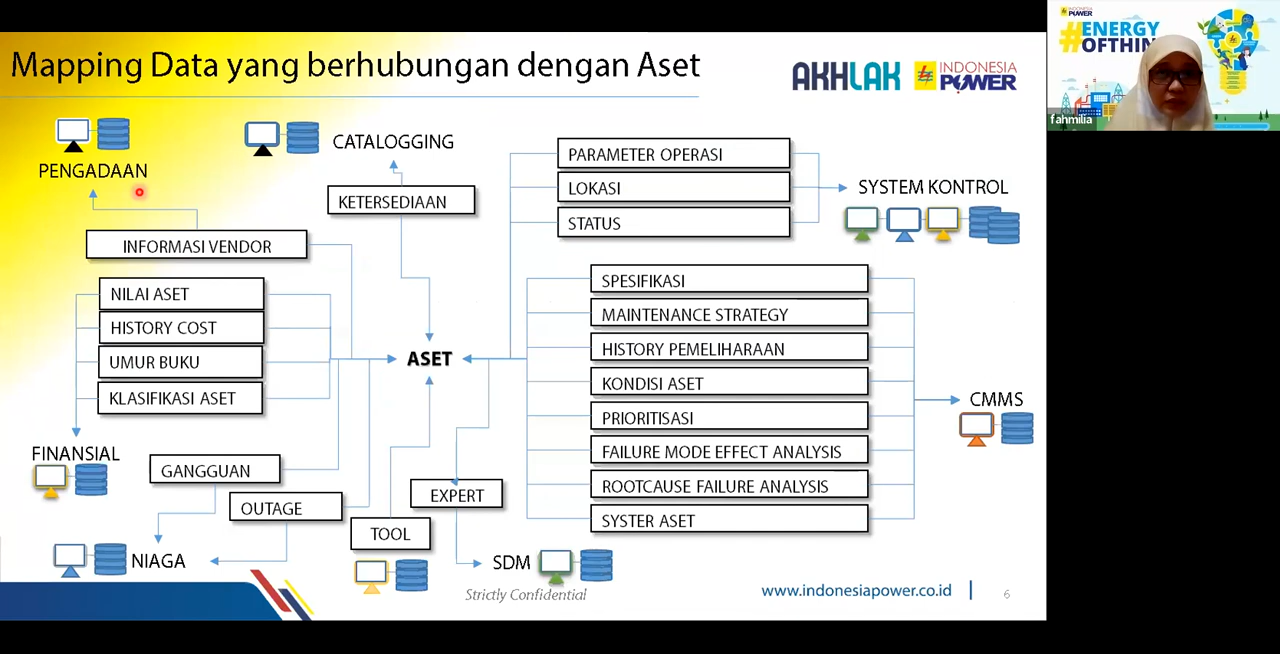 Mapping Data yang berhubungan dengan Aset
AKHLAK
INDONESIA
POWER
PENGADAAN
CATALOGGING
KETERSEDIAAN
INFORMASI VENDOR
NILAI ASET
HISTORY COST
UMUR BUKU
KLASIFIKASI ASET
FINANSIAL
GANGGUAN
OUTAGE
NIAGA
TOOL
EXPERT
SDM
ASET
PARAMETER OPERASI
LOKASI
STATUS
SYSTEM KONTROL
SPESIFIKASI
MAINTENANCE STRATEGY
HISTORY PEMELIHARAAN
KONDISI ASET
PRIORITISASI
FAILURE MODE EFFECT ANALYSIS
ROOTCAUSE FAILURE ANALYSIS
SYSTER ASET
CMMS
Strictly Confidential
www.indonesiapower.co.id
6
INDONESIA
POWER
#ENERGY
OFTHIN
fahmilia